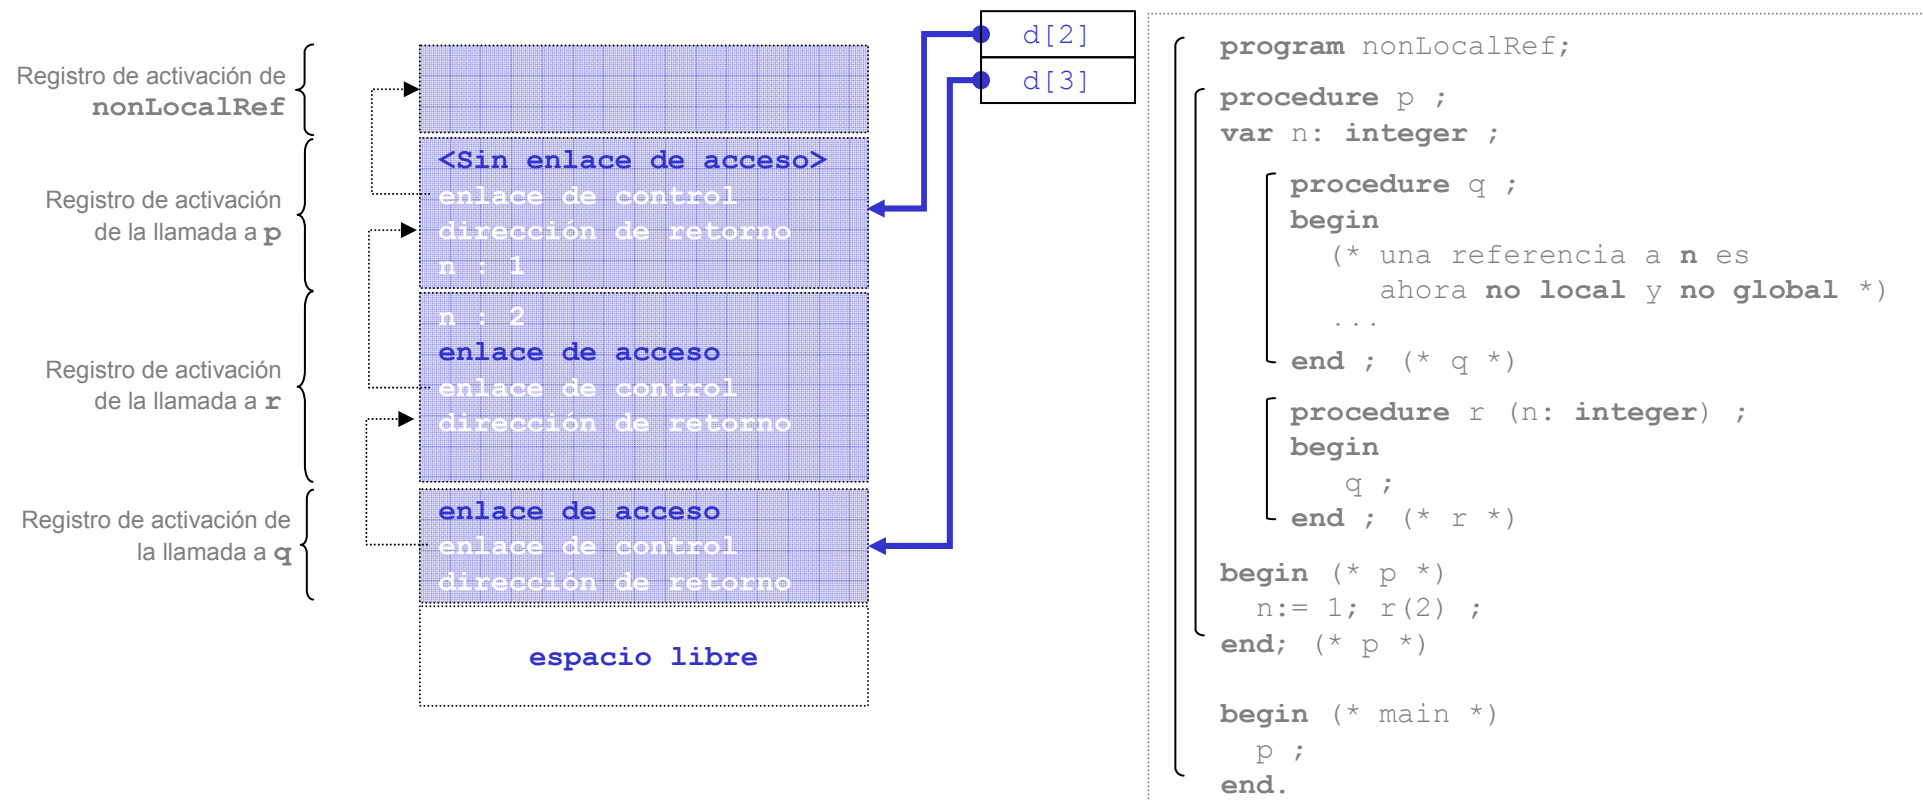 Registro de activación de
nonLocalRef
Registro de activación
de la llamada a p
Registro de activación
de la llamada a r
Registro de activación de
la llamada a q
<Sin enlace de acceso>
enlace de control
dirección de retorno
n : 1
n : 2
enlace de acceso
enlace de control
dirección de retorno
enlace de acceso
enlace de control
dirección de retorno
espacio libre
d[2]
d[3]
program nonLocalRef;
procedure p ;
var n: integer ;
procedure q ;
begin
(* una referencia a n es
ahora no local y no global *)
...
end ; (* q *)
procedure r (n: integer) ;
begin
q ;
end ; (* r *)
begin (* p *)
n:= 1; r(2) ;
end; (* p *)
begin (* main *)
p ;
end.